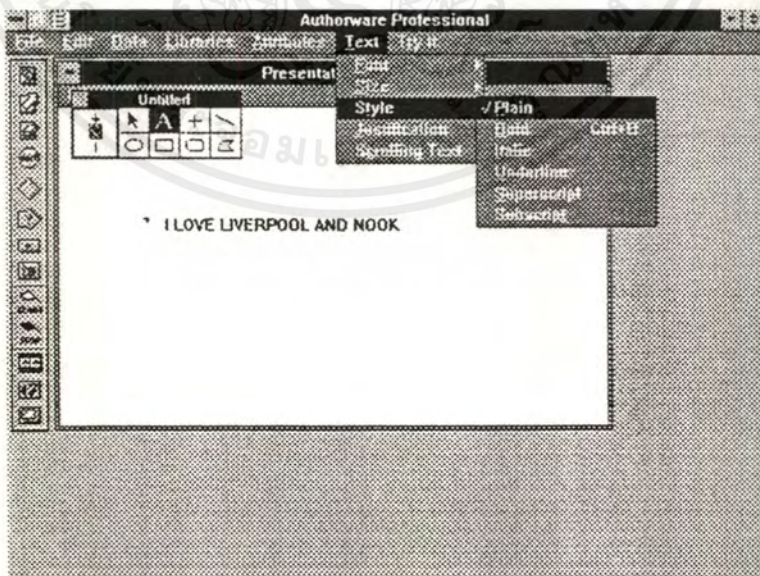 Authorware Professional
File Edit Data Libraries Attributes Text Try it
Presentat
Untitled
A
Font
Size
Style
Justification
Scrolling Text
√Plain
Bold Ctrl+B
Italic
Underline
Superscript
Subscript
I LOVE LIVERPOOL AND NOOK